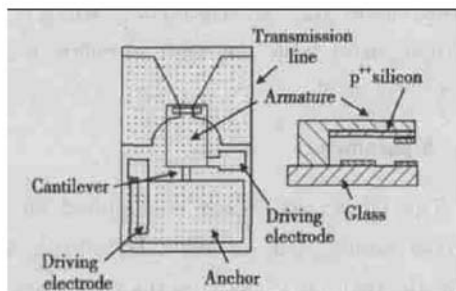 Transmission
line
p⁺⁺silicon
Armature
Cantilever
Driving
electrode
Glass
Driving
electrode
Anchor